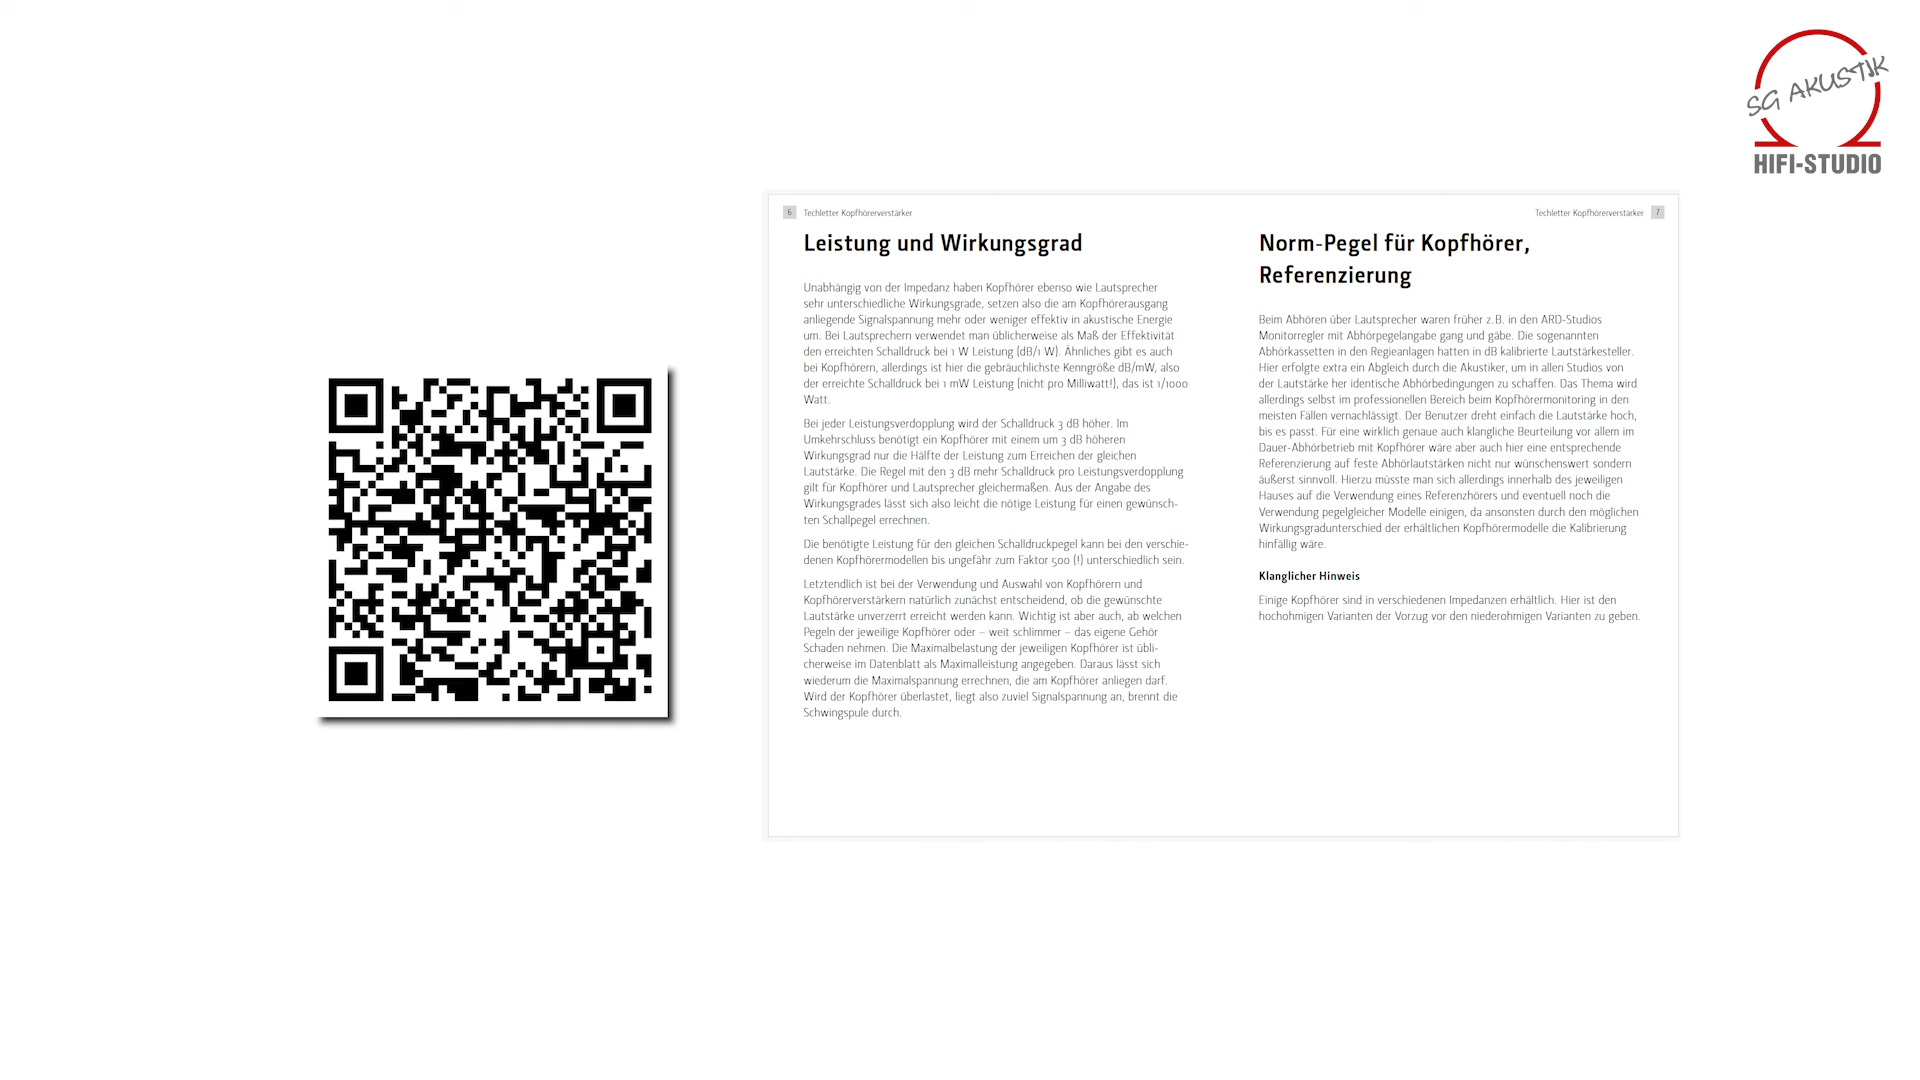 SG AKUSTIK
HIFI-STUDIO
6 Techletter Kopfhörerverstärker
Leistung und Wirkungsgrad
Unabhängig von der Impedanz haben Kopfhörer ebenso wie Lautsprecher
sehr unterschiedliche Wirkungsgrade, setzen also die am Kopfhörerausgang
anliegende Signalspannung mehr oder weniger effektiv in akustische Energie
um. Bei Lautsprechern verwendet man üblicherweise als Maß der Effektivität
den erreichten Schalldruck bei 1 W Leistung (dB/1 W). Ähnliches gibt es auch
bei Kopfhörern, allerdings ist hier die gebräuchlichste Kenngröße dB/mW, also
der erreichte Schalldruck bei 1 mW Leistung (nicht pro Milliwatt!), das ist 1/1000
Watt.
Bei jeder Leistungsverdopplung wird der Schalldruck 3 dB höher. Im
Umkehrschluss benötigt ein Kopfhörer mit einem um 3 dB höheren
Wirkungsgrad nur die Hälfte der Leistung zum Erreichen der gleichen
Lautstärke. Die Regel mit den 3 dB mehr Schalldruck pro Leistungsverdopplung
gilt für Kopfhörer und Lautsprecher gleichermaßen. Aus der Angabe des
Wirkungsgrades lässt sich also leicht die nötige Leistung für einen gewünsch-
ten Schallpegel errechnen.
Die benötigte Leistung für den gleichen Schalldruckpegel kann bei den verschie-
denen Kopfhörermodellen bis ungefähr zum Faktor 500 (!) unterschiedlich sein.
Letztendlich ist bei der Verwendung und Auswahl von Kopfhörern und
Kopfhörerverstärkern natürlich zunächst entscheidend, ob die gewünschte
Lautstärke unverzerrt erreicht werden kann. Wichtig ist aber auch, ab welchen
Pegeln der jeweilige Kopfhörer oder – weit schlimmer – das eigene Gehör
Schaden nehmen. Die Maximalbelastung der jeweiligen Kopfhörer ist übli-
cherweise im Datenblatt als Maximalleistung angegeben. Daraus lässt sich
wiederum die Maximalspannung errechnen, die am Kopfhörer anliegen darf.
Wird der Kopfhörer überlastet, liegt also zuviel Signalspannung an, brennt die
Schwingspule durch.
Techletter Kopfhörerverstärker 7
Norm-Pegel für Kopfhörer,
Referenzierung
Beim Abhören über Lautsprecher waren früher z. B. in den ARD-Studios
Monitorregler mit Abhörpegelangabe gang und gäbe. Die sogenannten
Abhörkassetten in den Regieanlagen hatten in dB kalibrierte Lautstärkesteller.
Hier erfolgte extra ein Abgleich durch die Akustiker, um in allen Studios von
der Lautstärke her identische Abhörbedingungen zu schaffen. Das Thema wird
allerdings selbst im professionellen Bereich beim Kopfhörermonitoring in den
meisten Fällen vernachlässigt. Der Benutzer dreht einfach die Lautstärke hoch,
bis es passt. Für eine wirklich genaue auch klangliche Beurteilung vor allem im
Dauer-Abhörbetrieb mit Kopfhörer wäre aber auch hier eine entsprechende
Referenzierung auf feste Abhörlautstärken nicht nur wünschenswert sondern
äußerst sinnvoll. Hierzu müsste man sich allerdings innerhalb des jeweiligen
Hauses auf die Verwendung eines Referenzhörers und eventuell noch die
Verwendung pegelgleicher Modelle einigen, da ansonsten durch den möglichen
Wirkungsgradunterschied der erhältlichen Kopfhörermodelle die Kalibrierung
hinfällig wäre.
Klanglicher Hinweis
Einige Kopfhörer sind in verschiedenen Impedanzen erhältlich. Hier ist den
hochohmigen Varianten der Vorzug vor den niederohmigen Varianten zu geben.